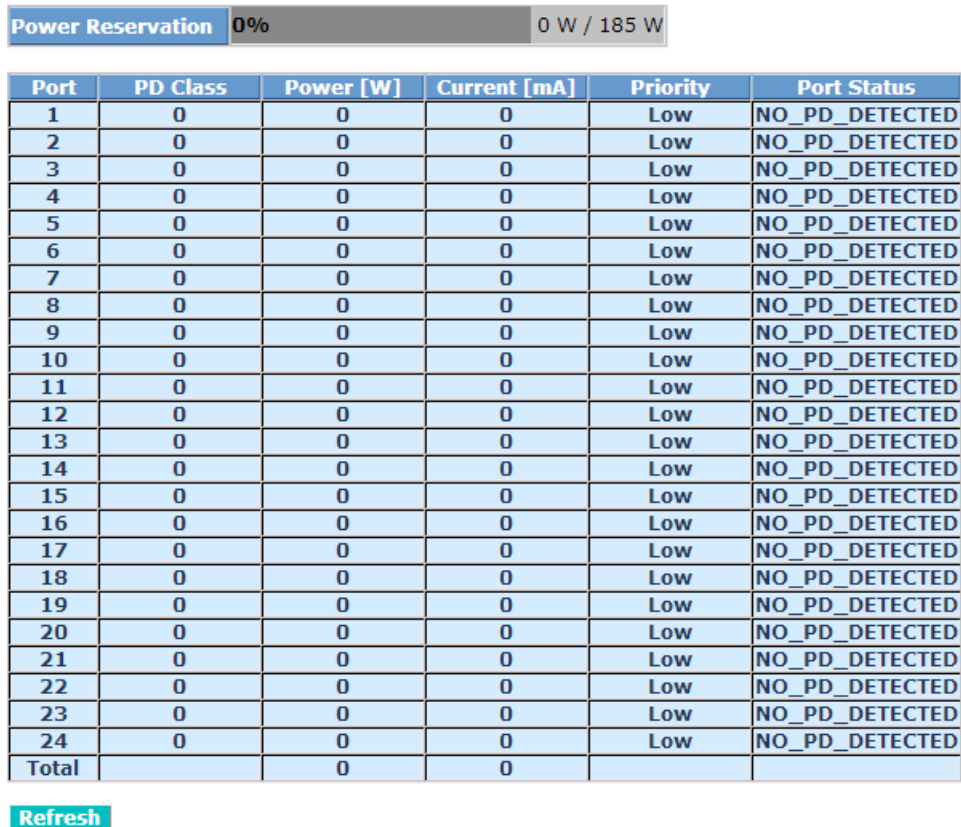 Power Reservation 0% 0 W / 185 W
Port PD Class Power [W] Current [mA] Priority Port Status
1 0 0 0 Low NO_PD_DETECTED
2 0 0 0 Low NO_PD_DETECTED
3 0 0 0 Low NO_PD_DETECTED
4 0 0 0 Low NO_PD_DETECTED
5 0 0 0 Low NO_PD_DETECTED
6 0 0 0 Low NO_PD_DETECTED
7 0 0 0 Low NO_PD_DETECTED
8 0 0 0 Low NO_PD_DETECTED
9 0 0 0 Low NO_PD_DETECTED
10 0 0 0 Low NO_PD_DETECTED
11 0 0 0 Low NO_PD_DETECTED
12 0 0 0 Low NO_PD_DETECTED
13 0 0 0 Low NO_PD_DETECTED
14 0 0 0 Low NO_PD_DETECTED
15 0 0 0 Low NO_PD_DETECTED
16 0 0 0 Low NO_PD_DETECTED
17 0 0 0 Low NO_PD_DETECTED
18 0 0 0 Low NO_PD_DETECTED
19 0 0 0 Low NO_PD_DETECTED
20 0 0 0 Low NO_PD_DETECTED
21 0 0 0 Low NO_PD_DETECTED
22 0 0 0 Low NO_PD_DETECTED
23 0 0 0 Low NO_PD_DETECTED
24 0 0 0 Low NO_PD_DETECTED
Total 0 0
Refresh